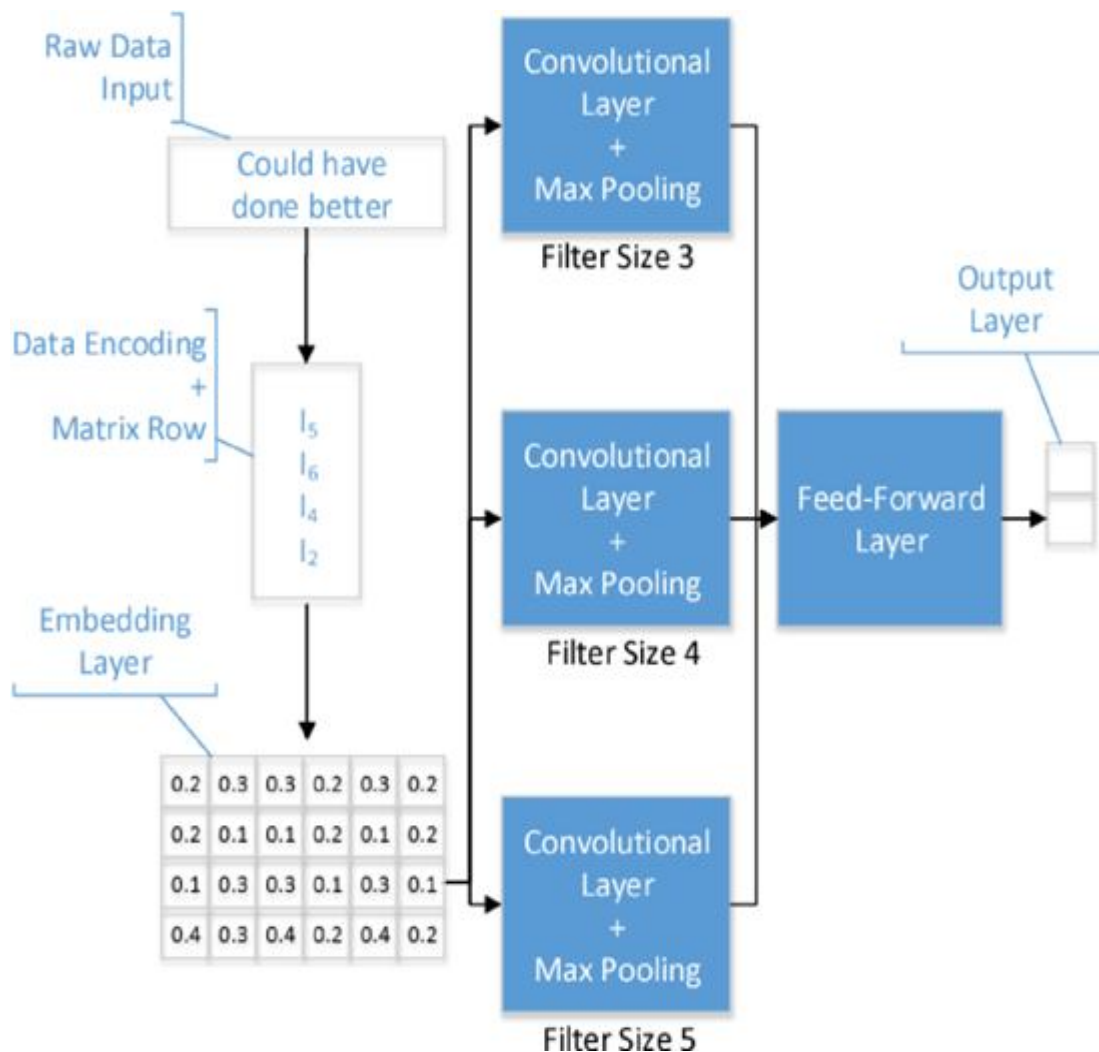 Raw Data
Input
Could have
done better
Data Encoding
+
Matrix Row
I₅
I₆
I₄
I₂
Embedding
Layer
0.2 0.3 0.3 0.2 0.3 0.2
0.2 0.1 0.1 0.2 0.1 0.2
0.1 0.3 0.3 0.1 0.3 0.1
0.4 0.3 0.4 0.2 0.4 0.2
Convolutional
Layer
+
Max Pooling
Filter Size 3
Convolutional
Layer
+
Max Pooling
Filter Size 4
Convolutional
Layer
+
Max Pooling
Filter Size 5
Feed-Forward
Layer
Output
Layer